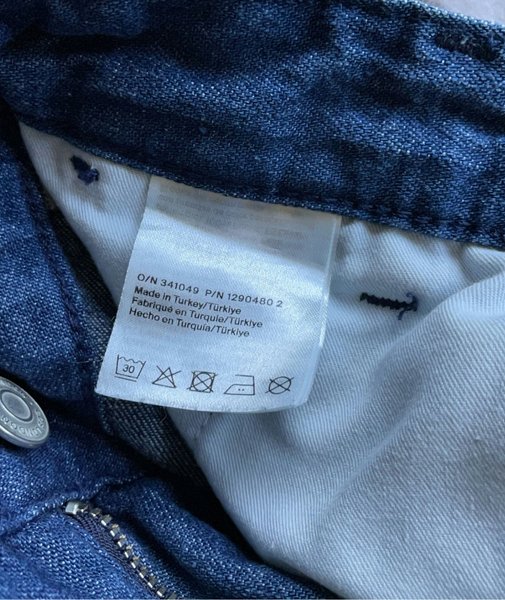 O/N 341049 P/N 1290480 2
Made in Turkey/Türkiye
Fabriqué en Turquie/Türkiye
Hecho en Turquía/Türkiye
30